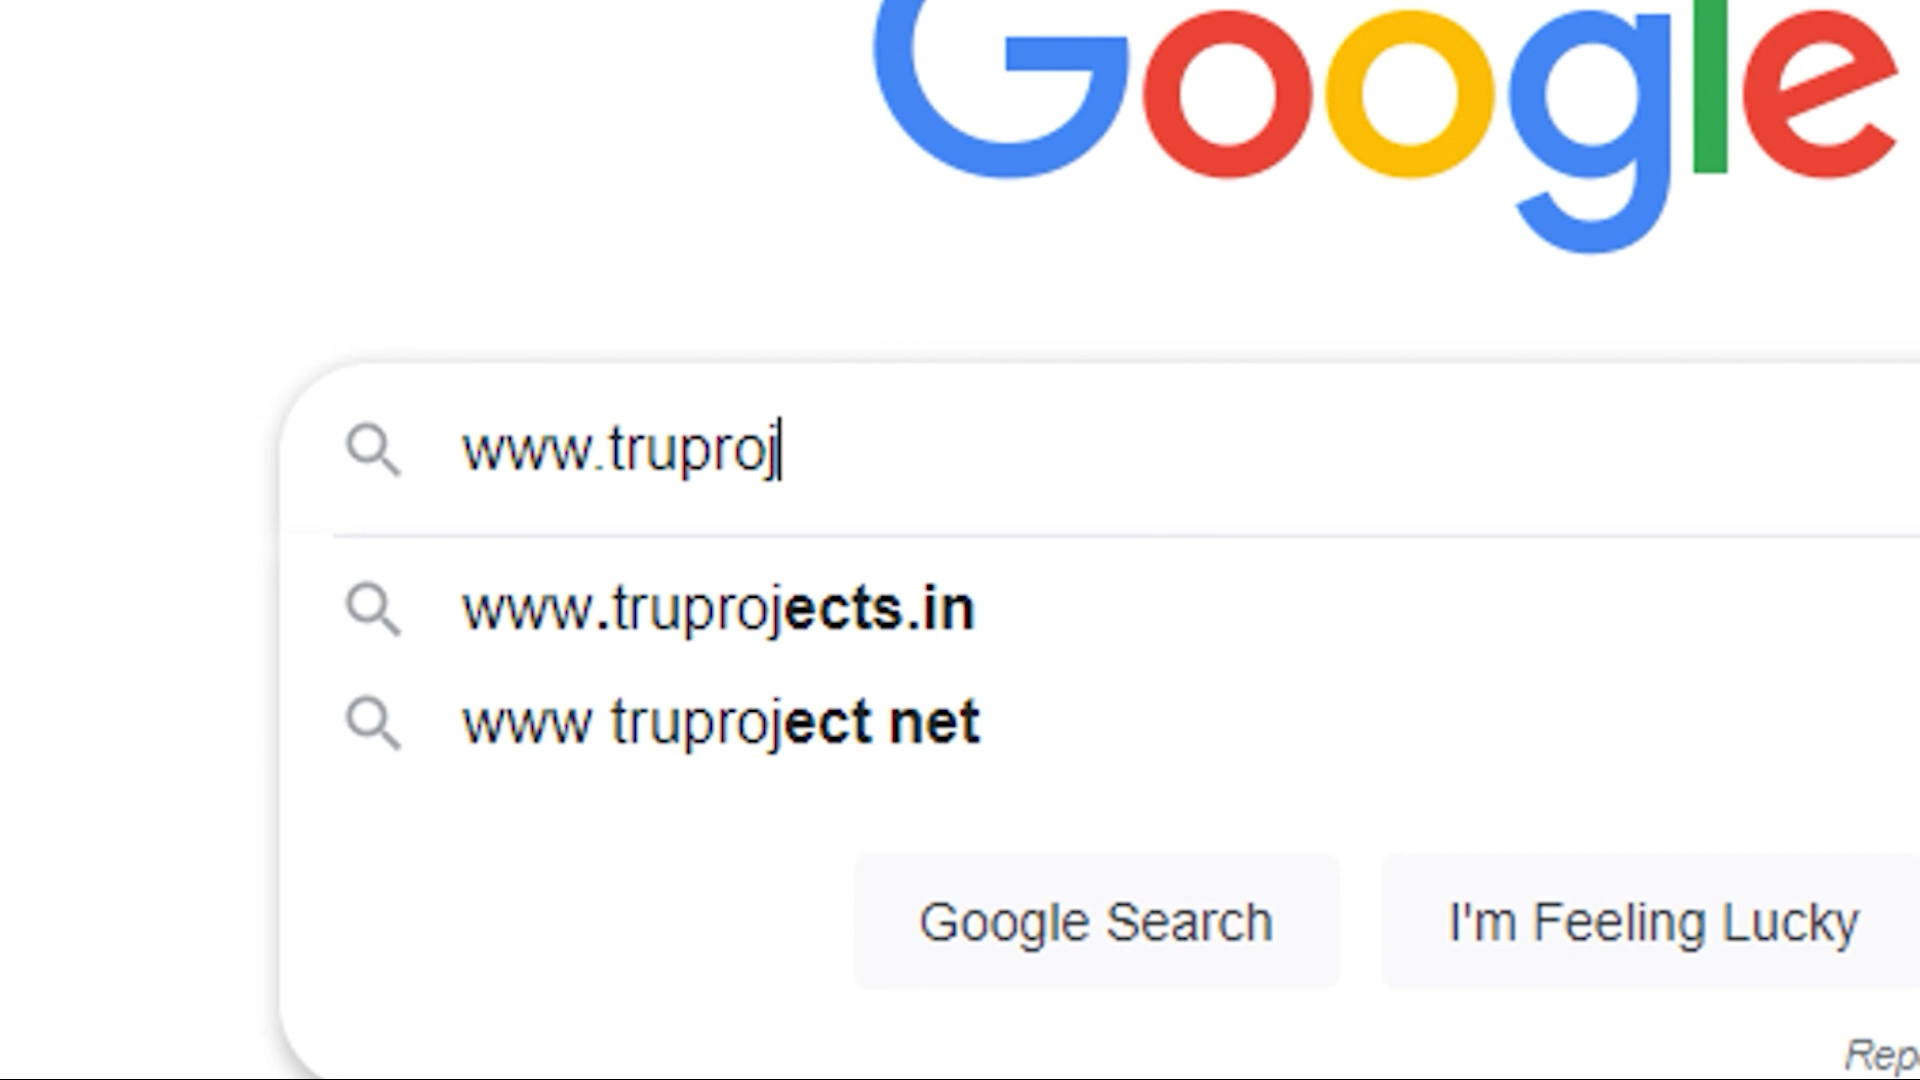 Google
www.truproj
www.truprojects.in
www truproject net
Google Search
I'm Feeling Lucky